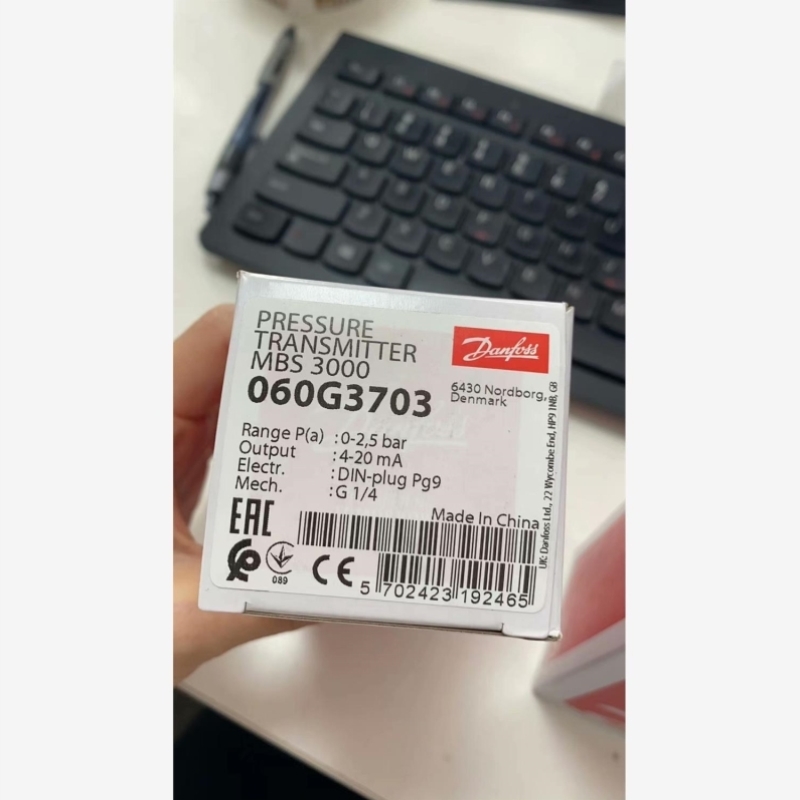 PRESSURE
TRANSMITTER
MBS 3000
060G3703
Danfoss
6430 Nordborg,
Denmark
Range P(a) : 0-2,5 bar
Output : 4-20 mA
Electr. : DIN-plug Pg9
Mech. : G 1/4
Made In China
UK: Danfoss Ltd., 22 Wycombe End, HP9 1NB, GB
EAC
089
CE
5 702423 192465